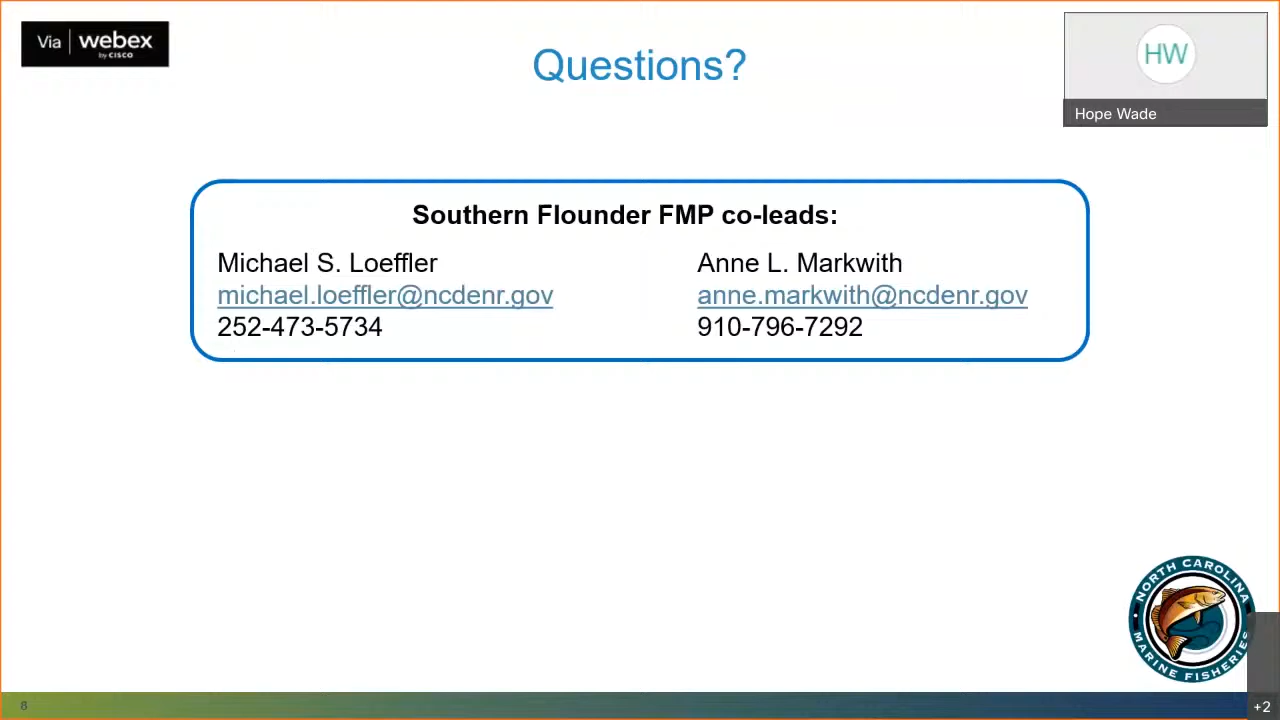 Via webex
by CISCO
Questions?
HW
Hope Wade
Southern Flounder FMP co-leads:
Michael S. Loeffler
michael.loeffler@ncdenr.gov
252-473-5734
Anne L. Markwith
anne.markwith@ncdenr.gov
910-796-7292
NORTH CAROLINA
MARINE FISHERIES
+2